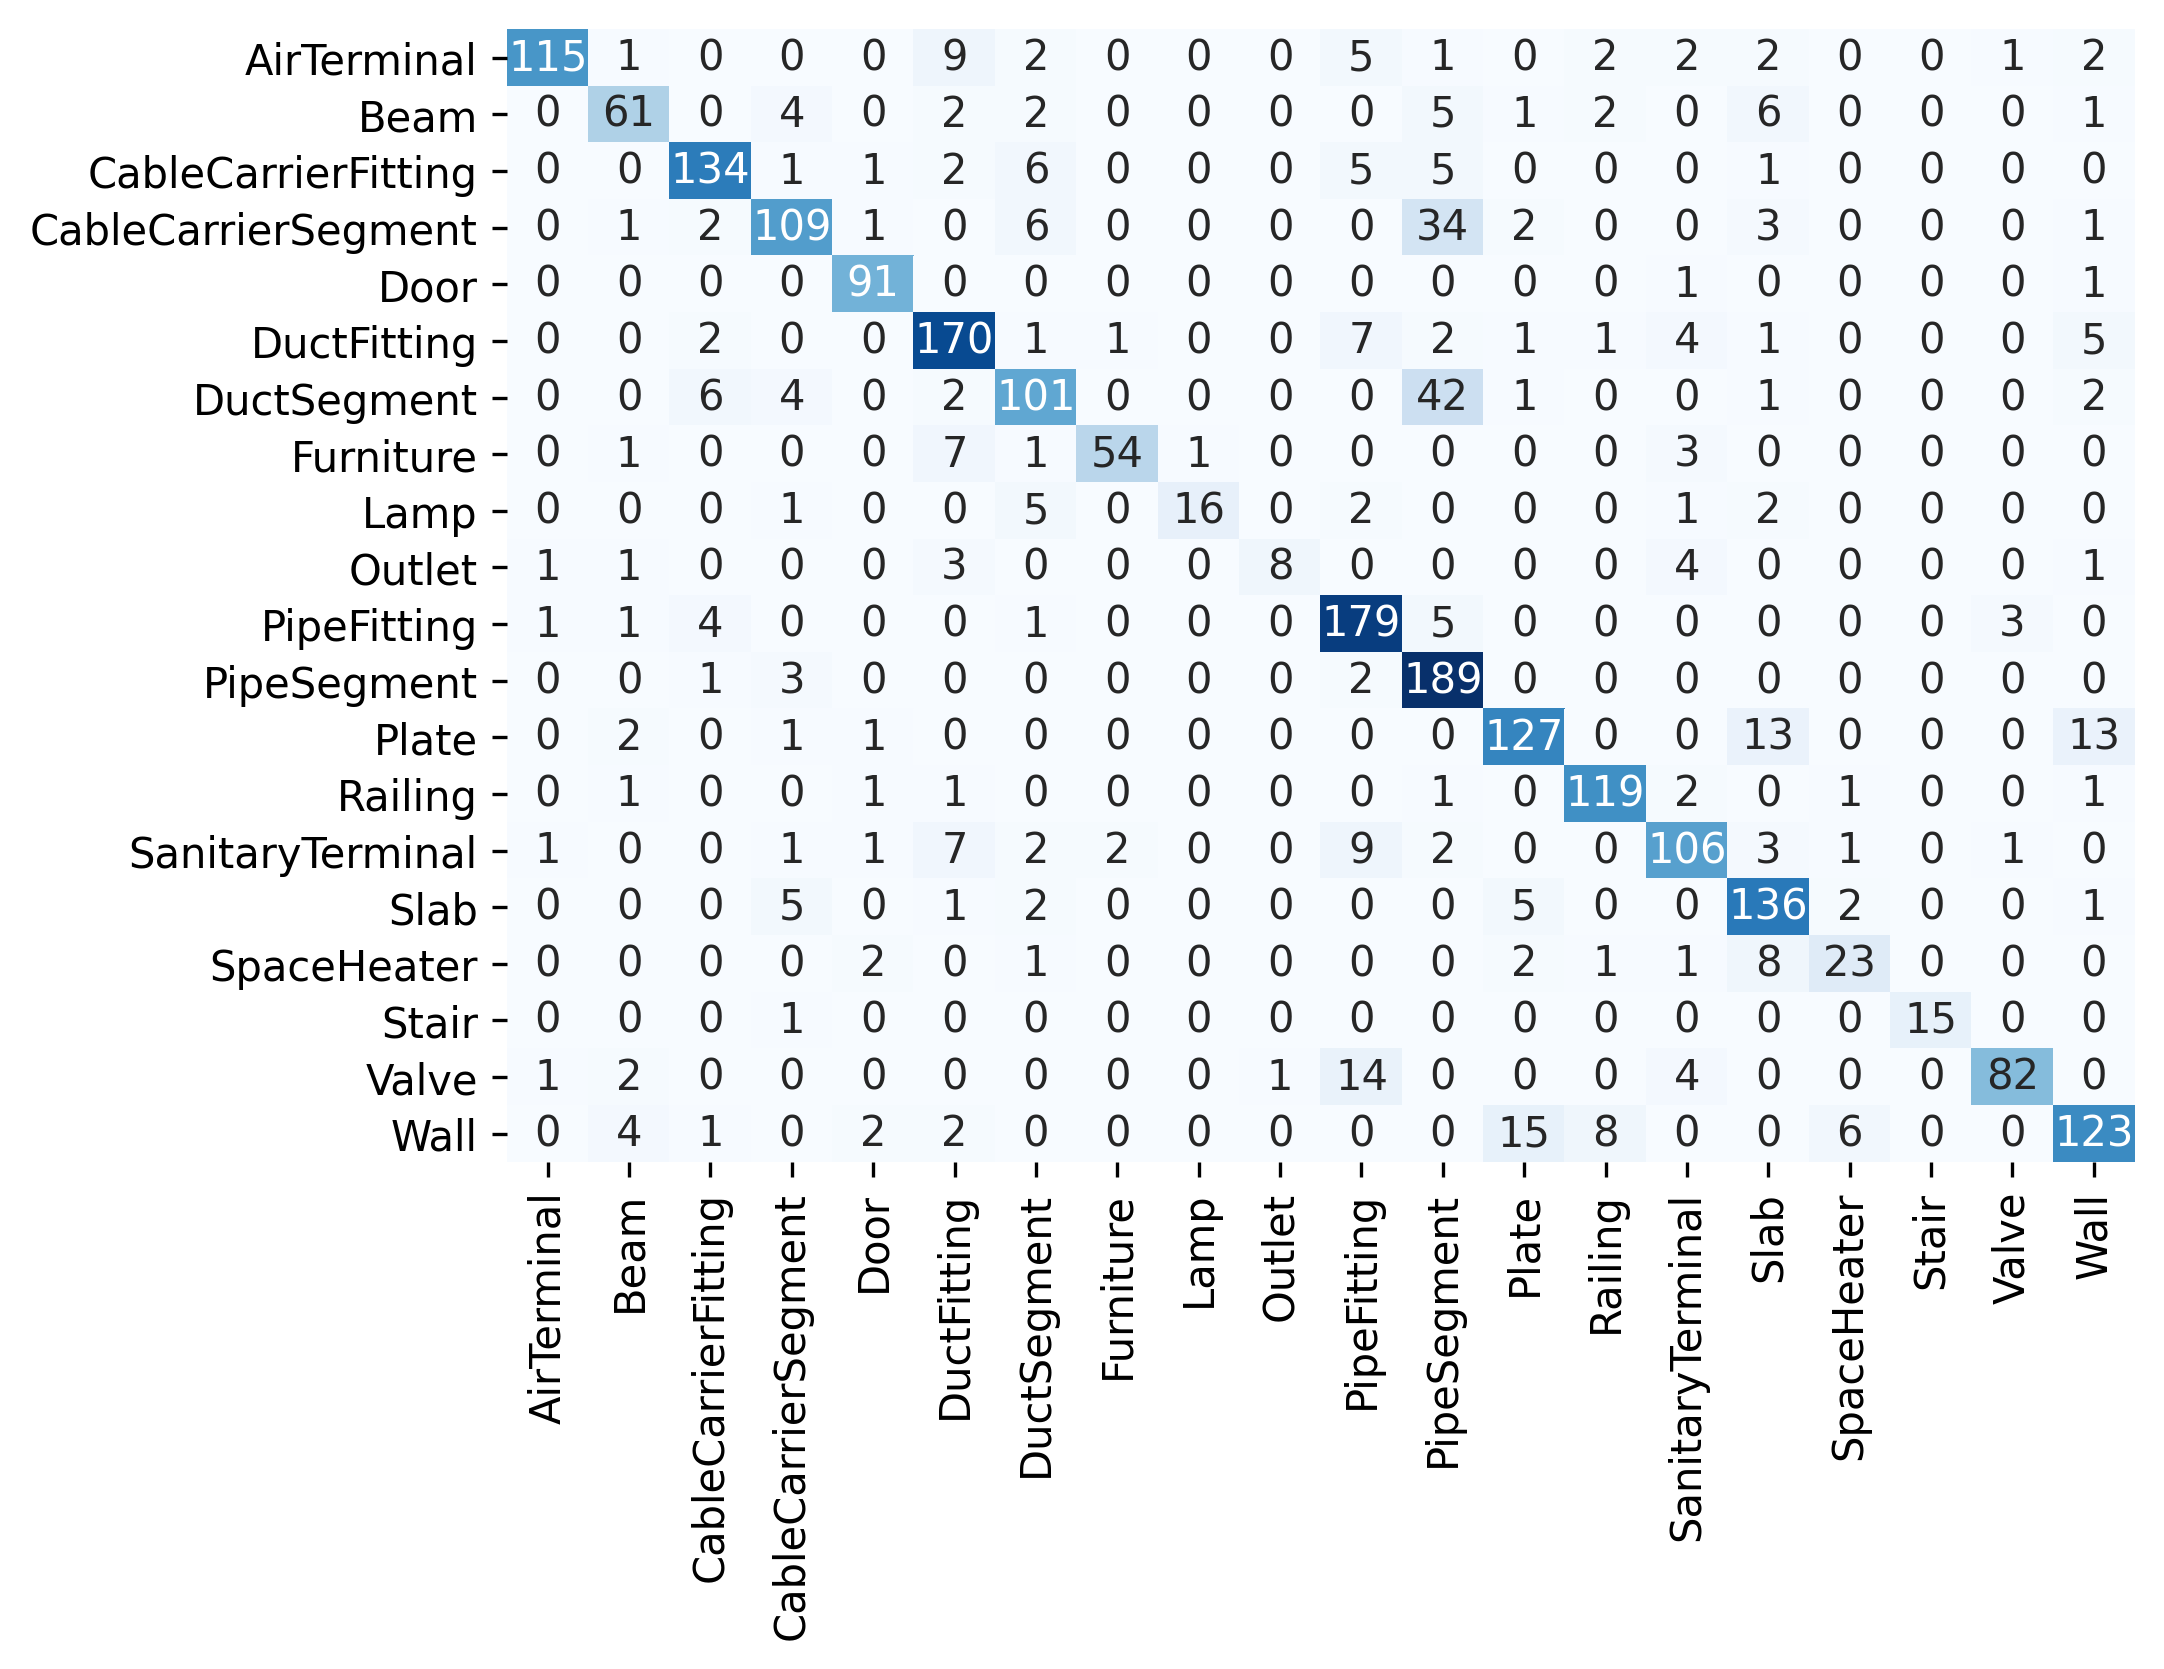 AirTerminal 115 1 0 0 0 9 2 0 0 0 5 1 0 2 2 2 0 0 1 2
Beam 0 61 0 4 0 2 2 0 0 0 0 5 1 2 0 6 0 0 0 1
CableCarrierFitting 0 0 134 1 1 2 6 0 0 0 5 5 0 0 0 1 0 0 0 0
CableCarrierSegment 0 1 2 109 1 0 6 0 0 0 0 34 2 0 0 3 0 0 0 1
Door 0 0 0 0 91 0 0 0 0 0 0 0 0 0 1 0 0 0 0 1
DuctFitting 0 0 2 0 0 170 1 1 0 0 7 2 1 1 4 1 0 0 0 5
DuctSegment 0 0 6 4 0 2 101 0 0 0 0 42 1 0 0 1 0 0 0 2
Furniture 0 1 0 0 0 7 1 54 1 0 0 0 0 0 3 0 0 0 0 0
Lamp 0 0 0 1 0 0 5 0 16 0 2 0 0 0 1 2 0 0 0 0
Outlet 1 1 0 0 0 3 0 0 0 8 0 0 0 0 4 0 0 0 0 1
PipeFitting 1 1 4 0 0 0 1 0 0 0 179 5 0 0 0 0 0 0 3 0
PipeSegment 0 0 1 3 0 0 0 0 0 0 2 189 0 0 0 0 0 0 0 0
Plate 0 2 0 1 1 0 0 0 0 0 0 0 127 0 0 13 0 0 0 13
Railing 0 1 0 0 1 1 0 0 0 0 0 1 0 119 2 0 1 0 0 1
SanitaryTerminal 1 0 0 1 1 7 2 2 0 0 9 2 0 0 106 3 1 0 1 0
Slab 0 0 0 5 0 1 2 0 0 0 0 0 5 0 0 136 2 0 0 1
SpaceHeater 0 0 0 0 2 0 1 0 0 0 0 0 2 1 1 8 23 0 0 0
Stair 0 0 0 1 0 0 0 0 0 0 0 0 0 0 0 0 0 15 0 0
Valve 1 2 0 0 0 0 0 0 0 1 14 0 0 0 4 0 0 0 82 0
Wall 0 4 1 0 2 2 0 0 0 0 0 0 15 8 0 0 6 0 0 123
AirTerminal
Beam
CableCarrierFitting
CableCarrierSegment
Door
DuctFitting
DuctSegment
Furniture
Lamp
Outlet
PipeFitting
PipeSegment
Plate
Railing
SanitaryTerminal
Slab
SpaceHeater
Stair
Valve
Wall